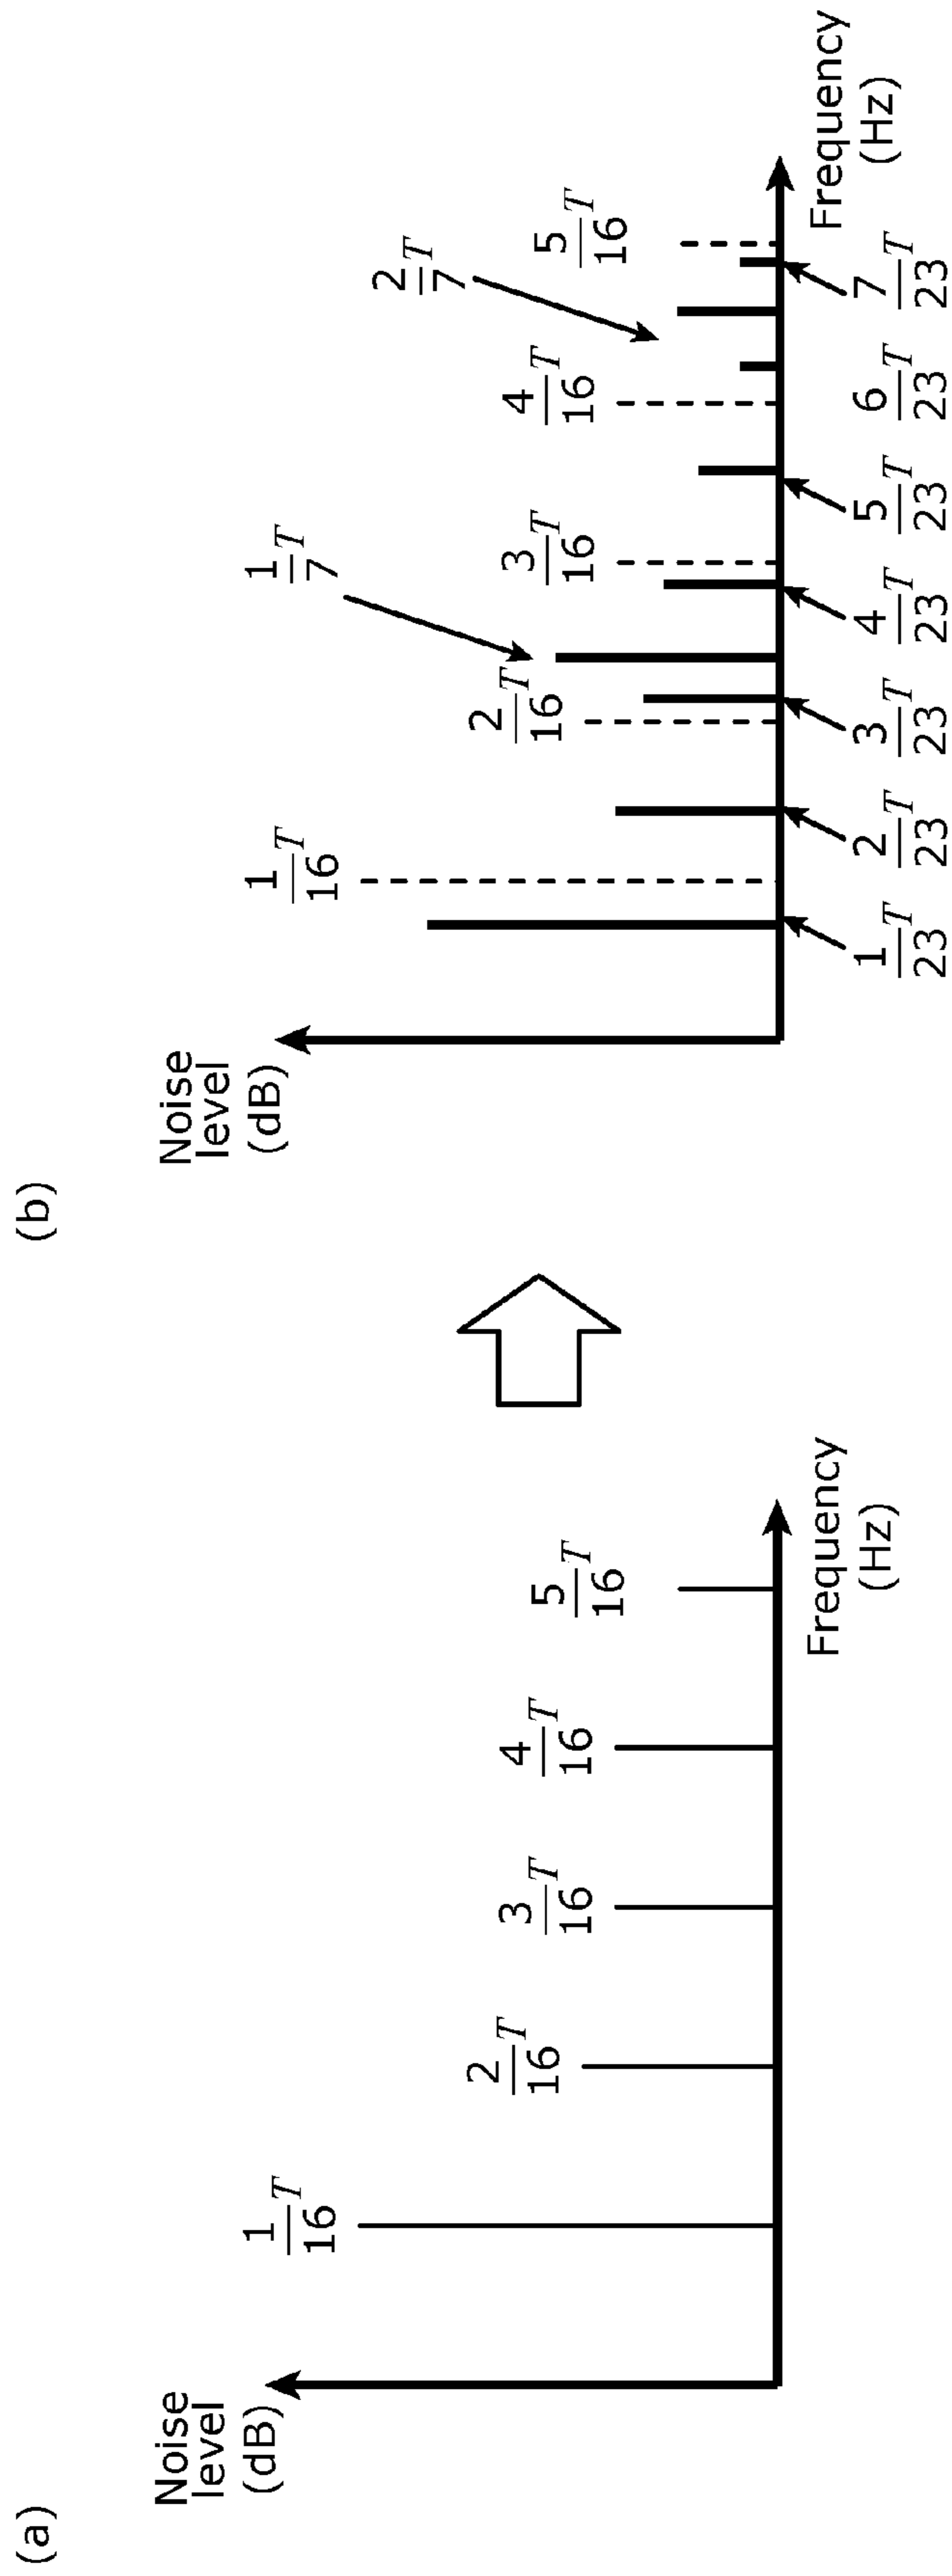 (a)
Noise
level
(dB)
1/16 T
2/16 T
3/16 T
4/16 T
5/16 T
Frequency
(Hz)
(b)
Noise
level
(dB)
1/16 T
2/16 T
1/7 T
3/16 T
4/16 T
2/7 T
5/16 T
1/23 T
2/23 T
3/23 T
4/23 T
5/23 T
6/23 T
7/23 T
Frequency
(Hz)